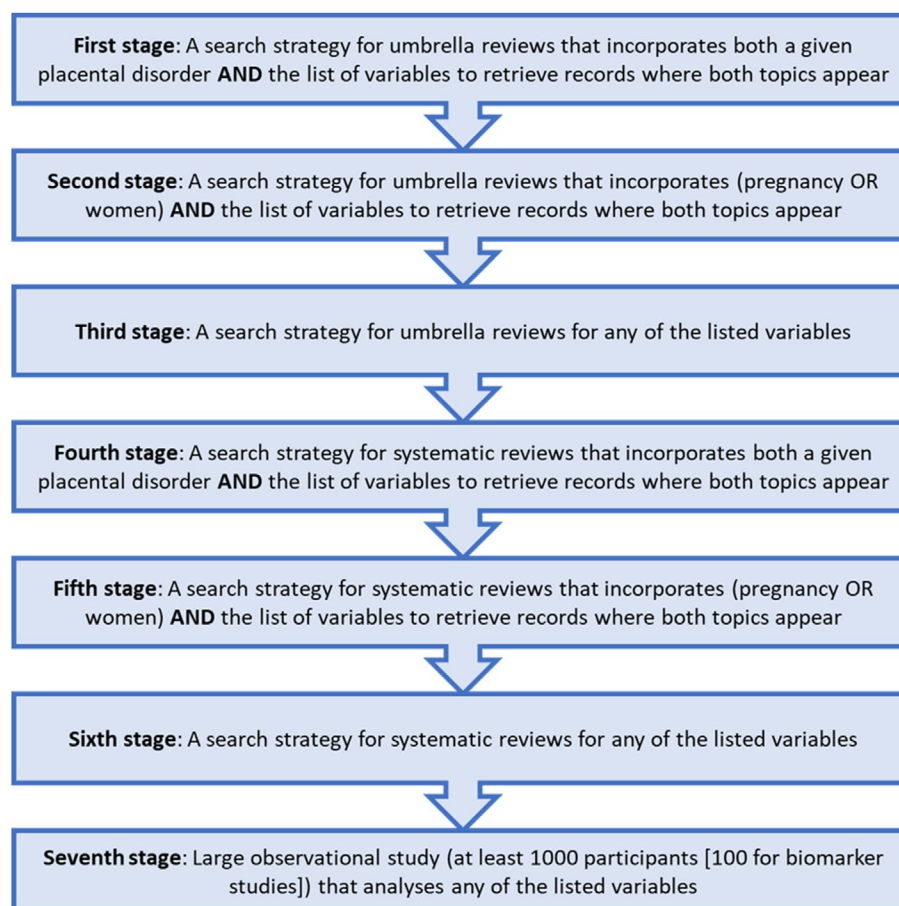 First stage: A search strategy for umbrella reviews that incorporates both a given
placental disorder AND the list of variables to retrieve records where both topics appear
Second stage: A search strategy for umbrella reviews that incorporates (pregnancy OR
women) AND the list of variables to retrieve records where both topics appear
Third stage: A search strategy for umbrella reviews for any of the listed variables
Fourth stage: A search strategy for systematic reviews that incorporates both a given
placental disorder AND the list of variables to retrieve records where both topics appear
Fifth stage: A search strategy for systematic reviews that incorporates (pregnancy OR
women) AND the list of variables to retrieve records where both topics appear
Sixth stage: A search strategy for systematic reviews for any of the listed variables
Seventh stage: Large observational study (at least 1000 participants [100 for biomarker
studies]) that analyses any of the listed variables